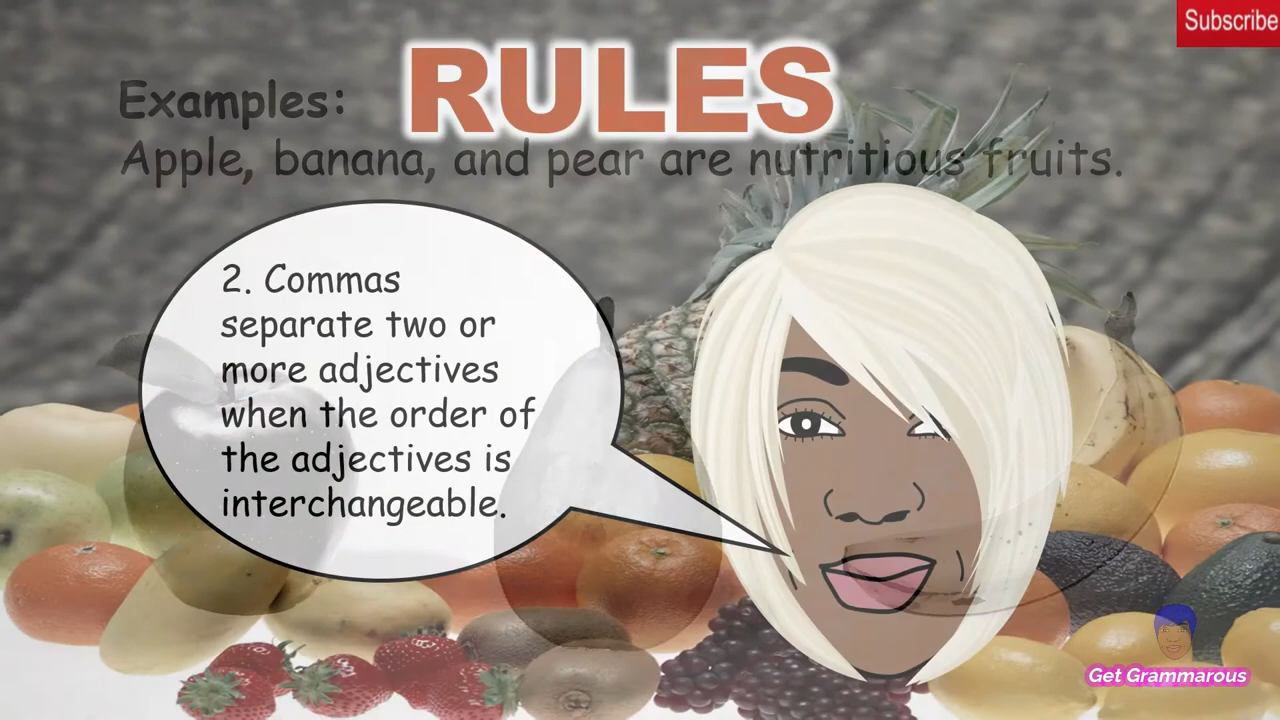 Subscribe
RULES
Examples:
Apple, banana, and pear are nutritious fruits.
2. Commas
separate two or
more adjectives
when the order of
the adjectives is
interchangeable.
Get Grammarous